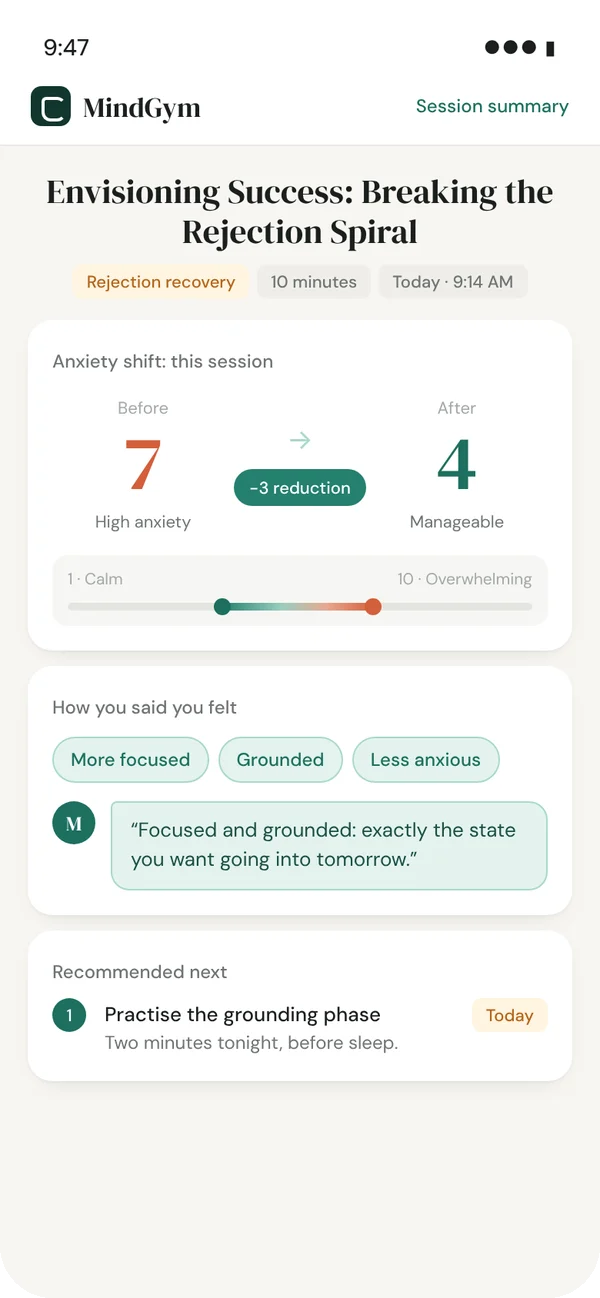 9:47
MindGym
Session summary
Envisioning Success: Breaking the
Rejection Spiral
Rejection recovery
10 minutes
Today · 9:14 AM
Anxiety shift: this session
Before
After
7
→
4
−3 reduction
High anxiety
Manageable
1 · Calm
10 · Overwhelming
How you said you felt
More focused
Grounded
Less anxious
M
“Focused and grounded: exactly the state
you want going into tomorrow.”
Recommended next
1
Practise the grounding phase
Today
Two minutes tonight, before sleep.